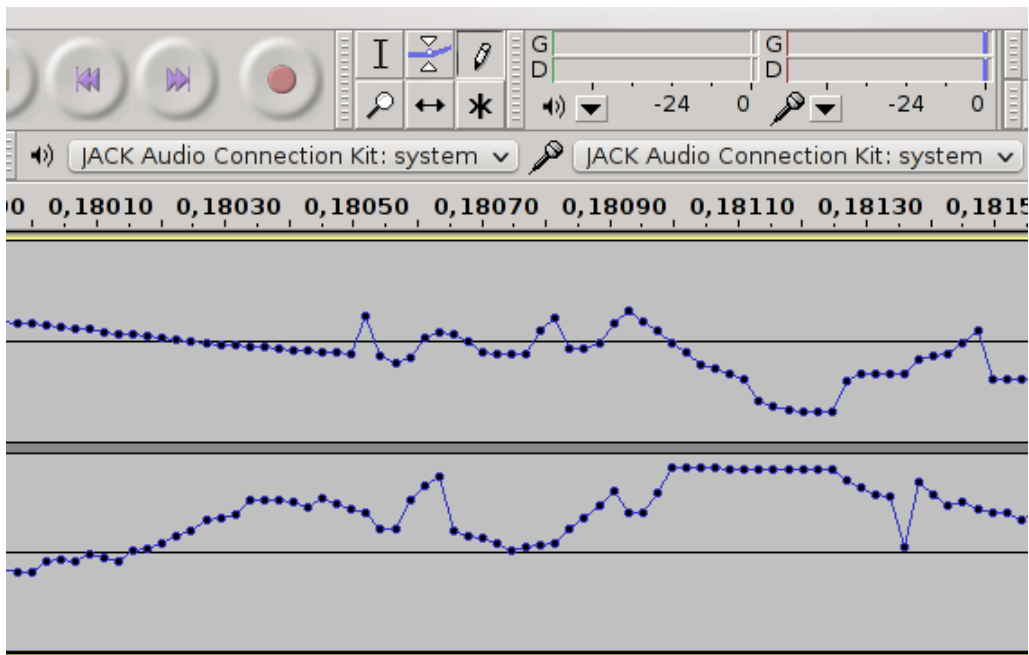 G G
D D
-24 0 -24 0
JACK Audio Connection Kit: system JACK Audio Connection Kit: system
0,18010 0,18030 0,18050 0,18070 0,18090 0,18110 0,18130